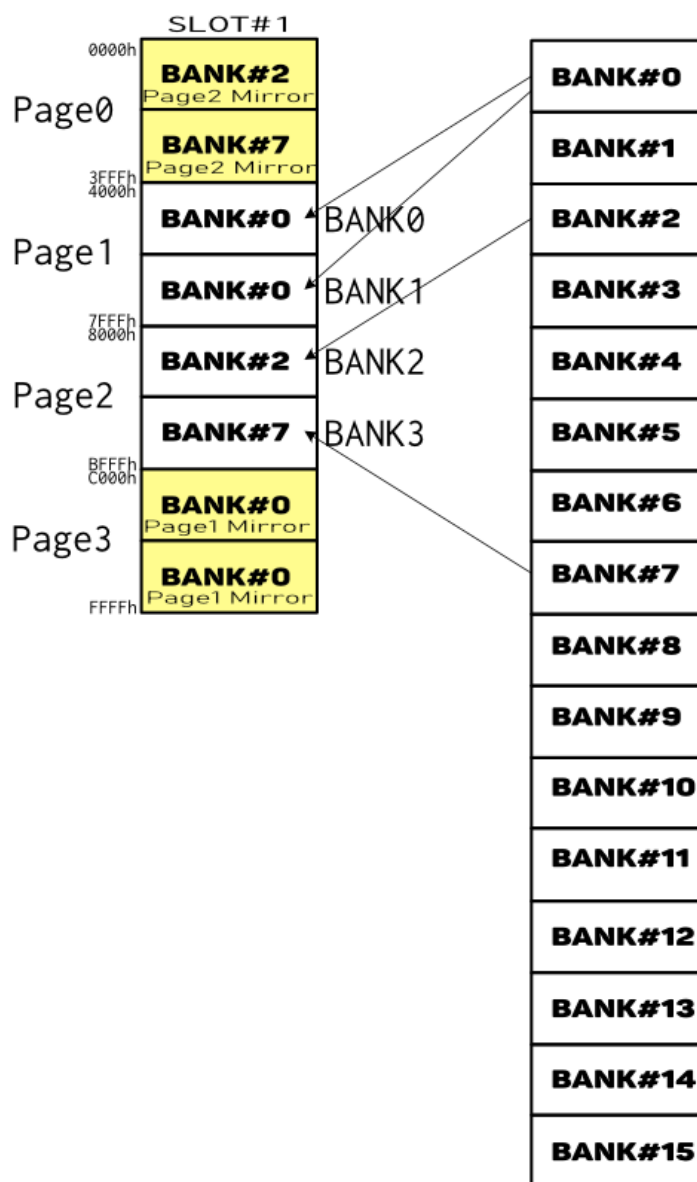 SLOT#1
0000h
BANK#2
Page2 Mirror
Page0
BANK#7
Page2 Mirror
3FFFh
4000h
BANK#0
BANK0
Page1
BANK#0
BANK1
7FFFh
8000h
BANK#2
BANK2
Page2
BANK#7
BANK3
BFFFh
C000h
BANK#0
Page1 Mirror
Page3
BANK#0
Page1 Mirror
FFFFh
BANK#0
BANK#1
BANK#2
BANK#3
BANK#4
BANK#5
BANK#6
BANK#7
BANK#8
BANK#9
BANK#10
BANK#11
BANK#12
BANK#13
BANK#14
BANK#15